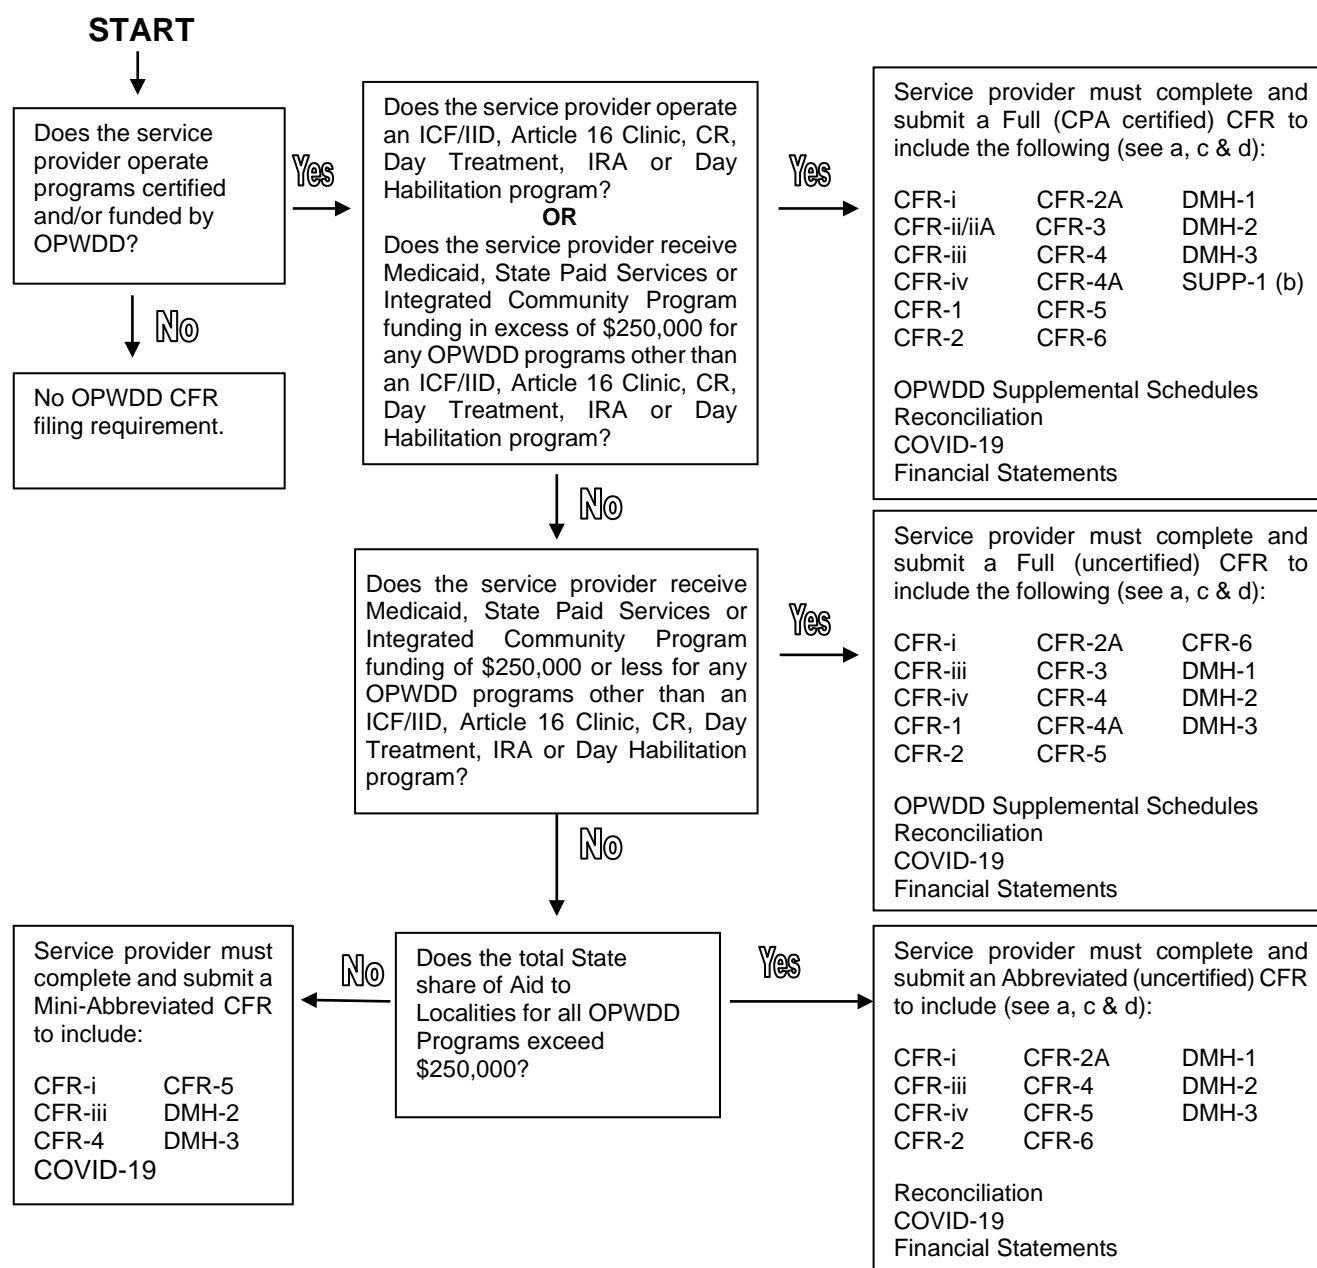 START
Does the service
provider operate
programs certified
and/or funded by
OPWDD?
Yes
Does the service provider operate
an ICF/IID, Article 16 Clinic, CR,
Day Treatment, IRA or Day
Habilitation program?
OR
Does the service provider receive
Medicaid, State Paid Services or
Integrated Community Program
funding in excess of $250,000 for
any OPWDD programs other than
an ICF/IID, Article 16 Clinic, CR,
Day Treatment, IRA or Day
Habilitation program?
Yes
Service provider must complete and
submit a Full (CPA certified) CFR to
include the following (see a, c & d):
CFR-i CFR-2A DMH-1
CFR-ii/iiA CFR-3 DMH-2
CFR-iii CFR-4 DMH-3
CFR-iv CFR-4A SUPP-1 (b)
CFR-1 CFR-5
CFR-2 CFR-6
OPWDD Supplemental Schedules
Reconciliation
COVID-19
Financial Statements
No
No OPWDD CFR
filing requirement.
No
Does the service provider receive
Medicaid, State Paid Services or
Integrated Community Program
funding of $250,000 or less for any
OPWDD programs other than an
ICF/IID, Article 16 Clinic, CR, Day
Treatment, IRA or Day Habilitation
program?
Yes
Service provider must complete and
submit a Full (uncertified) CFR to
include the following (see a, c & d):
CFR-i CFR-2A CFR-6
CFR-iii CFR-3 DMH-1
CFR-iv CFR-4 DMH-2
CFR-1 CFR-4A DMH-3
CFR-2 CFR-5
OPWDD Supplemental Schedules
Reconciliation
COVID-19
Financial Statements
No
Does the total State
share of Aid to
Localities for all OPWDD
Programs exceed
$250,000?
No
Service provider must
complete and submit a
Mini-Abbreviated CFR
to include:
CFR-i CFR-5
CFR-iii DMH-2
CFR-4 DMH-3
COVID-19
Yes
Service provider must complete and
submit an Abbreviated (uncertified) CFR
to include (see a, c & d):
CFR-i CFR-2A DMH-1
CFR-iii CFR-4 DMH-2
CFR-iv CFR-5 DMH-3
CFR-2 CFR-6
Reconciliation
COVID-19
Financial Statements